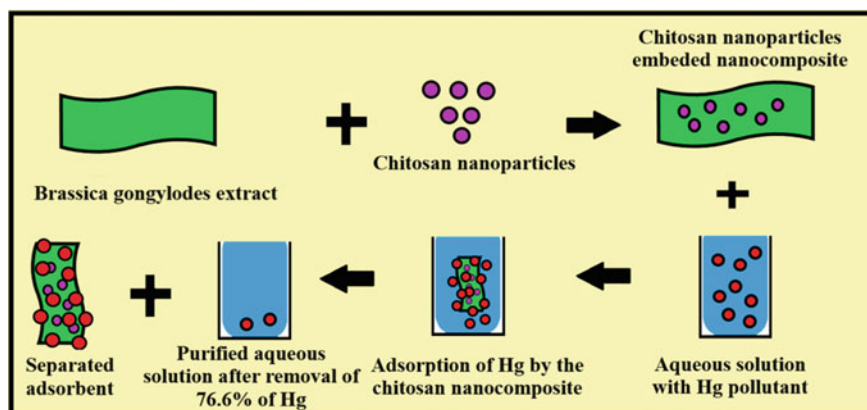 Chitosan nanoparticles
embeded nanocomposite
+
Chitosan nanoparticles
Brassica gongylodes extract
+
+
Separated
adsorbent
Purified aqueous
solution after removal of
76.6% of Hg
Adsorption of Hg by the
chitosan nanocomposite
Aqueous solution
with Hg pollutant